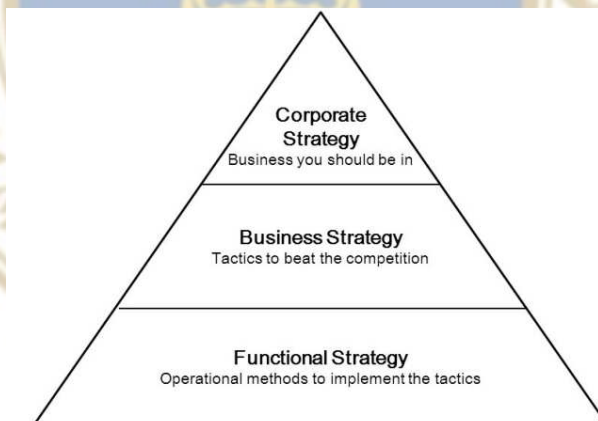 Corporate
Strategy
Business you should be in
Business Strategy
Tactics to beat the competition
Functional Strategy
Operational methods to implement the tactics